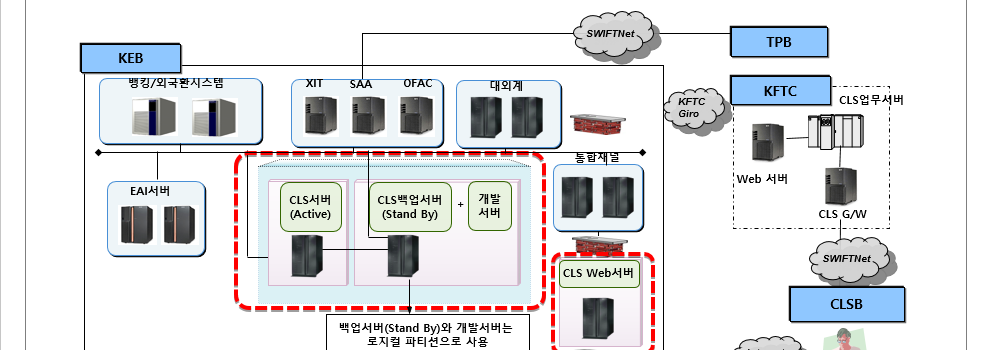 SWIFTNet
TPB
KEB
뱅킹/외국환시스템
XIT
SAA
OFAC
대외계
KFTC
Giro
KFTC
CLS업무서버
Web 서버
CLS G/W
통합채널
EAI서버
CLS서버
(Active)
CLS백업서버
(Stand By)
+
개발
서버
SWIFTNet
CLS Web서버
CLSB
백업서버(Stand By)와 개발서버는
로지컬 파티션으로 사용